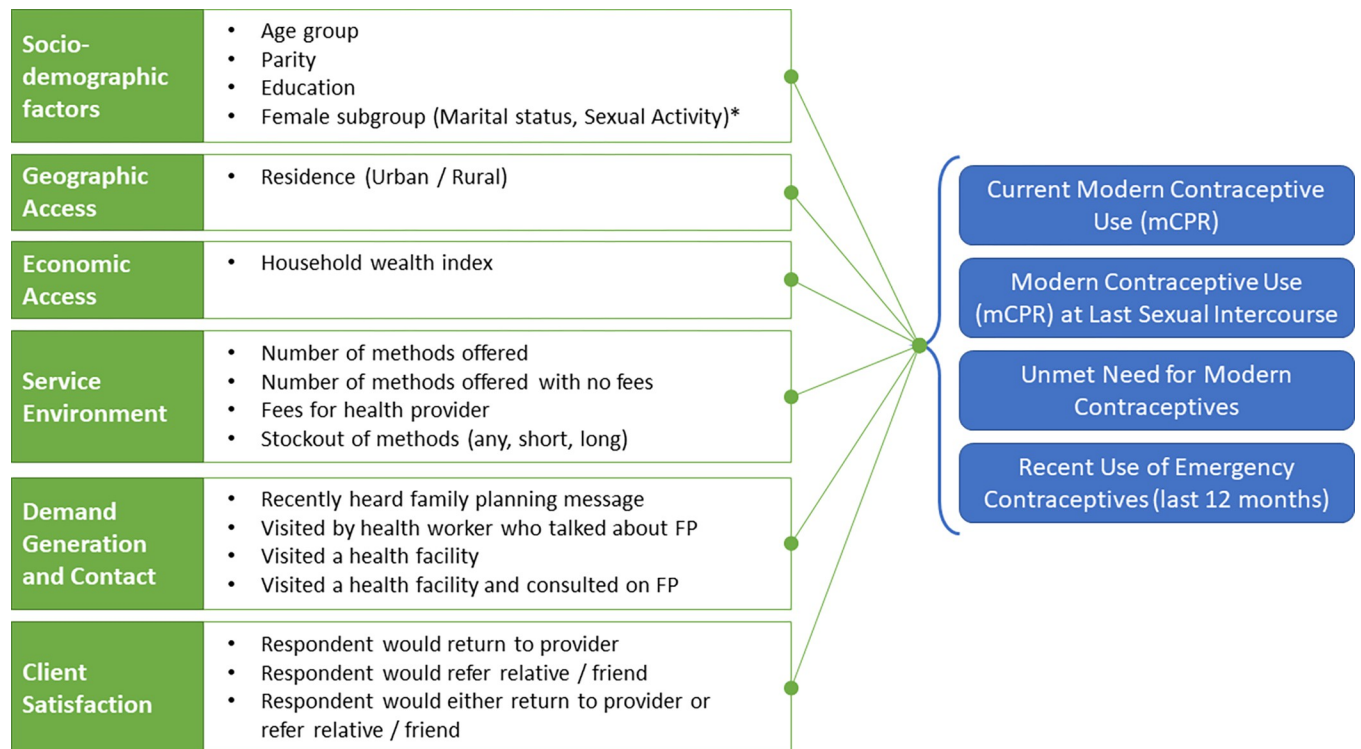 Socio-
demographic
factors
• Age group
• Parity
• Education
• Female subgroup (Marital status, Sexual Activity)*
Geographic
Access
• Residence (Urban / Rural)
Economic
Access
• Household wealth index
Service
Environment
• Number of methods offered
• Number of methods offered with no fees
• Fees for health provider
• Stockout of methods (any, short, long)
Demand
Generation
and Contact
• Recently heard family planning message
• Visited by health worker who talked about FP
• Visited a health facility
• Visited a health facility and consulted on FP
Client
Satisfaction
• Respondent would return to provider
• Respondent would refer relative / friend
• Respondent would either return to provider or
refer relative / friend
Current Modern Contraceptive
Use (mCPR)
Modern Contraceptive Use
(mCPR) at Last Sexual Intercourse
Unmet Need for Modern
Contraceptives
Recent Use of Emergency
Contraceptives (last 12 months)